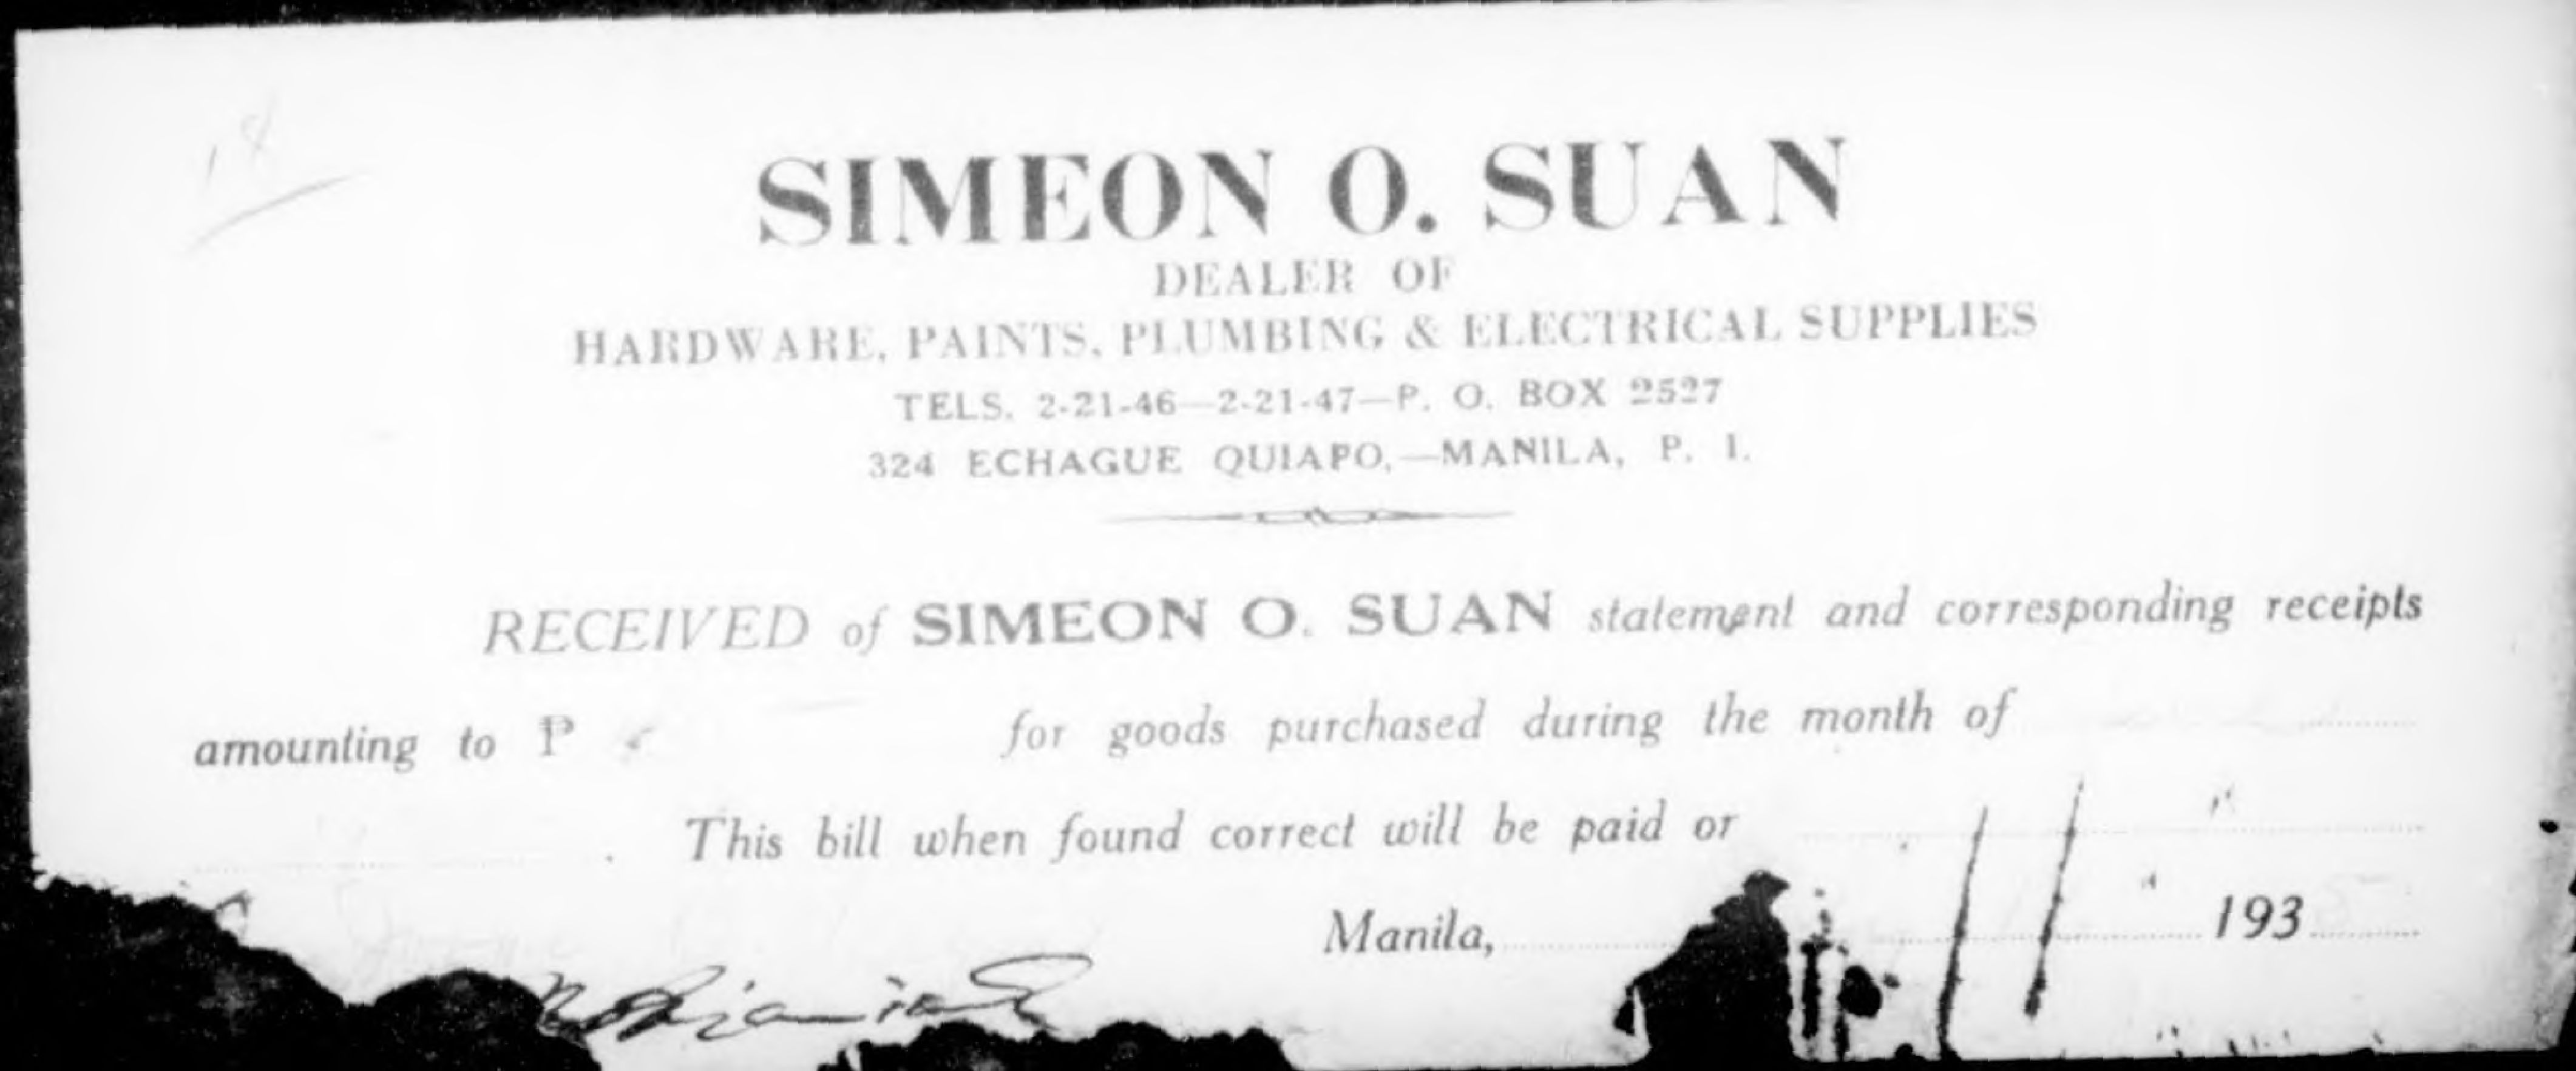 18
SIMEON O. SUAN
DEALER OF
HARDWARE, PAINTS, PLUMBING & ELECTRICAL SUPPLIES
TELS. 2-21-46—2-21-47—P. O. BOX 2527
324 ECHAGUE QUIAPO,—MANILA, P. I.
RECEIVED of SIMEON O. SUAN statement and corresponding receipts
amounting to ₱ for goods purchased during the month of
. This bill when found correct will be paid or
Manila, 193